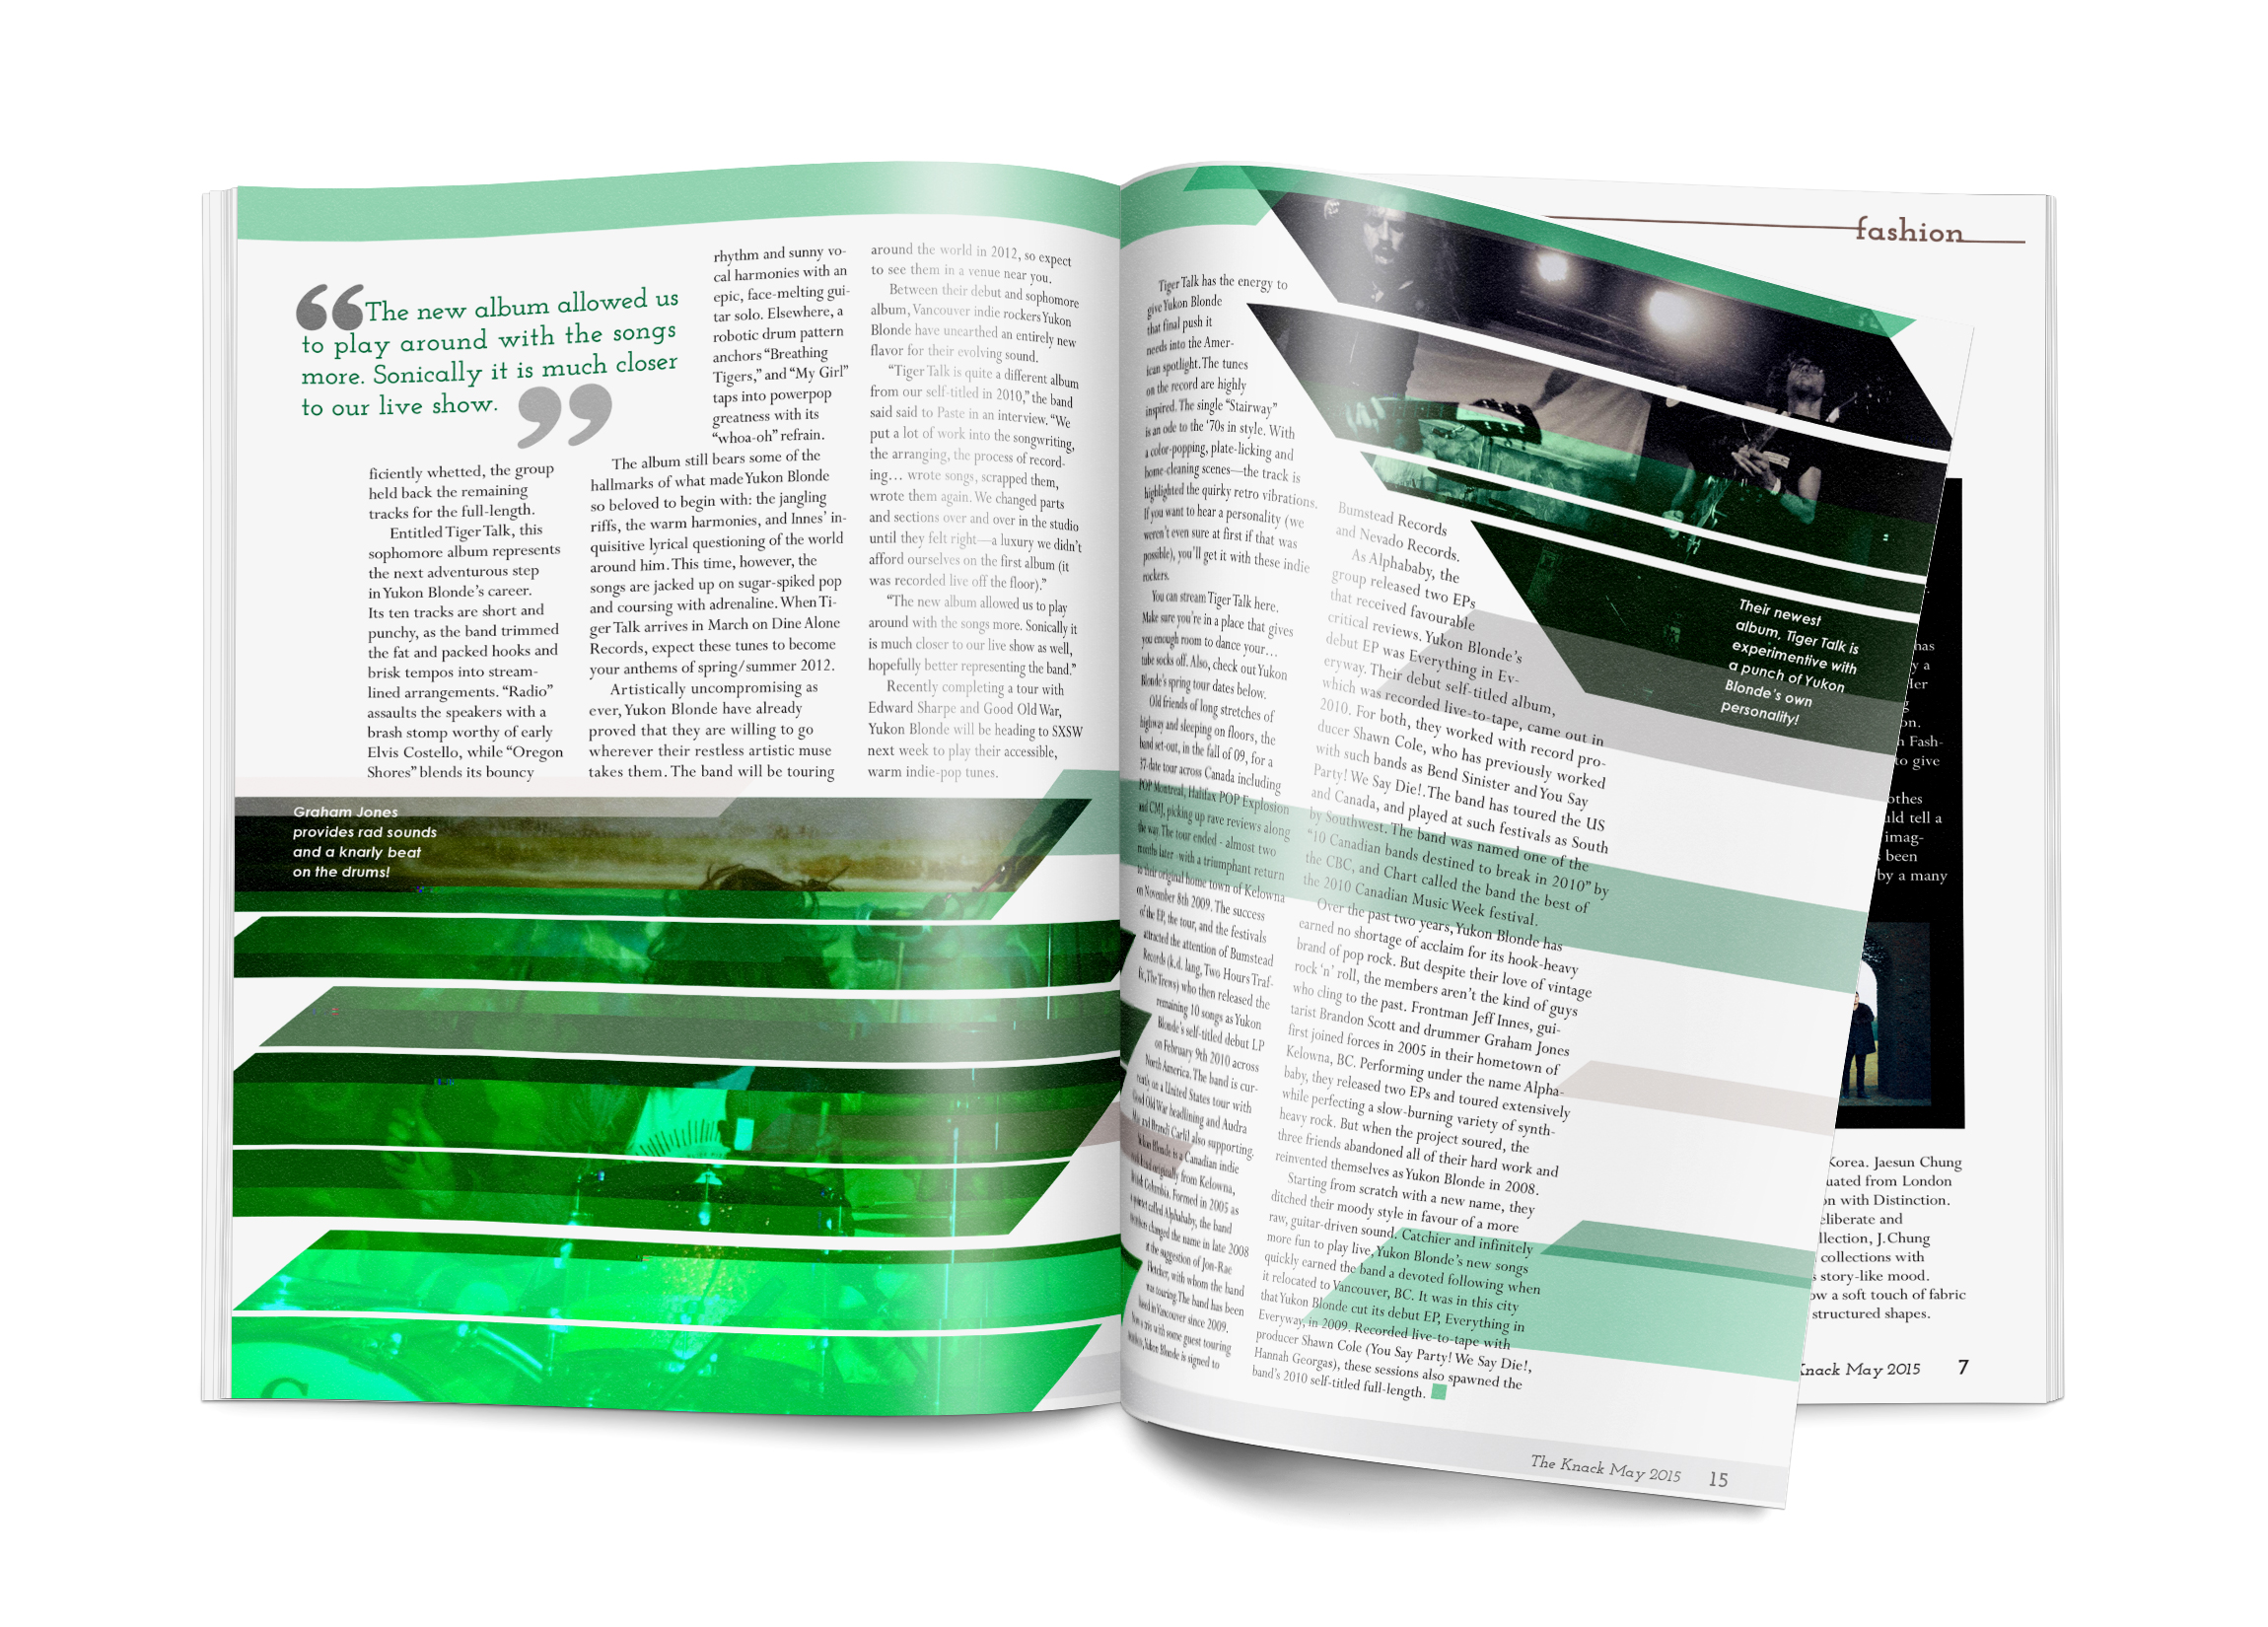 “The new album allowed us
to play around with the songs
more. Sonically it is much closer
to our live show.”
ficiently whetted, the group
held back the remaining
tracks for the full-length.
Entitled Tiger Talk, this
sophomore album represents
the next adventurous step
in Yukon Blonde’s career.
Its ten tracks are short and
punchy, as the band trimmed
the fat and packed hooks and
brisk tempos into stream-
lined arrangements. “Radio”
assaults the speakers with a
brash stomp worthy of early
Elvis Costello, while “Oregon
Shores” blends its bouncy
rhythm and sunny vo-
cal harmonies with an
epic, face-melting gui-
tar solo. Elsewhere, a
robotic drum pattern
anchors “Breathing
Tigers,” and “My Girl”
taps into powerpop
greatness with its
“whoa-oh” refrain.
The album still bears some of the
hallmarks of what made Yukon Blonde
so beloved to begin with: the jangling
riffs, the warm harmonies, and Innes’ in-
quisitive lyrical questioning of the world
around him. This time, however, the
songs are jacked up on sugar-spiked pop
and coursing with adrenaline. When Ti-
ger Talk arrives in March on Dine Alone
Records, expect these tunes to become
your anthems of spring/summer 2012.
Artistically uncompromising as
ever, Yukon Blonde have already
proved that they are willing to go
wherever their restless artistic muse
takes them. The band will be touring
around the world in 2012, so expect
to see them in a venue near you.
Between their debut and sophomore
album, Vancouver indie rockers Yukon
Blonde have unearthed an entirely new
flavor for their evolving sound.
“Tiger Talk is quite a different album
from our self-titled in 2010,” the band
said said to Paste in an interview. “We
put a lot of work into the songwriting,
the arranging, the process of record-
ing… wrote songs, scrapped them,
wrote them again. We changed parts
and sections over and over in the studio
until they felt right—a luxury we didn’t
afford ourselves on the first album (it
was recorded live off the floor).”
“The new album allowed us to play
around with the songs more. Sonically it
is much closer to our live show as well,
hopefully better representing the band.”
Recently completing a tour with
Edward Sharpe and Good Old War,
Yukon Blonde will be heading to SXSW
next week to play their accessible,
warm indie-pop tunes.
Graham Jones
provides rad sounds
and a knarly beat
on the drums!
Tiger Talk has the energy to
give Yukon Blonde
that final push it
needs into the Amer-
ican spotlight. The tunes
on the record are highly
inspired. The single “Stairway”
is an ode to the ‘70s in style. With
a color-popping, plate-licking and
home-cleaning scenes—the track is
highlighted the quirky retro vibrations.
If you want to hear a personality (we
weren’t even sure at first if that was
possible), you’ll get it with these indie
rockers.
You can stream Tiger Talk here.
Make sure you’re in a place that gives
you enough room to dance your…
tube socks off. Also, check out Yukon
Blonde’s spring tour dates below.
Old friends of long stretches of
highway and sleeping on floors, the
band set-out, in the fall of 09, for a
37-date tour across Canada including
POP Montreal, Halifax POP Explosion
and CMJ, picking up rave reviews along
the way. The tour ended - almost two
months later -with a triumphant return
to their original home town of Kelowna
on November 8th 2009. The success
of the EP, the tour, and the festivals
attracted the attention of Bumstead
Records (k.d. lang, Two Hours Traf-
fic, The Trews) who then released the
remaining 10 songs as Yukon
Blonde’s self-titled debut LP
on February 9th 2010 across
North America. The band is cur-
rently on a United States tour with
Good Old War headlining and Audra
Mae and Brandi Carlil also supporting.
Yukon Blonde is a Canadian indie
rock band originally from Kelowna,
British Columbia. Formed in 2005 as
a quartet called Alphababy, the band
members changed the name in late 2008
at the suggestion of Jon-Rae
Fletcher, with whom the band
was touring. The band has been
based in Vancouver since 2009.
Now a trio with some guest touring
members, Yukon Blonde is signed to
Bumstead Records
and Nevado Records.
As Alphababy, the
group released two EPs
that received favourable
critical reviews. Yukon Blonde’s
debut EP was Everything in Ev-
eryway. Their debut self-titled album,
which was recorded live-to-tape, came out in
2010. For both, they worked with record pro-
ducer Shawn Cole, who has previously worked
with such bands as Bend Sinister and You Say
Party! We Say Die!. The band has toured the US
and Canada, and played at such festivals as South
by Southwest. The band was named one of the
“10 Canadian bands destined to break in 2010” by
the CBC, and Chart called the band the best of
the 2010 Canadian Music Week festival.
Over the past two years, Yukon Blonde has
earned no shortage of acclaim for its hook-heavy
brand of pop rock. But despite their love of vintage
rock ‘n’ roll, the members aren’t the kind of guys
who cling to the past. Frontman Jeff Innes, gui-
tarist Brandon Scott and drummer Graham Jones
first joined forces in 2005 in their hometown of
Kelowna, BC. Performing under the name Alpha-
baby, they released two EPs and toured extensively
while perfecting a slow-burning variety of synth-
heavy rock. But when the project soured, the
three friends abandoned all of their hard work and
reinvented themselves as Yukon Blonde in 2008.
Starting from scratch with a new name, they
ditched their moody style in favour of a more
raw, guitar-driven sound. Catchier and infinitely
more fun to play live, Yukon Blonde’s new songs
quickly earned the band a devoted following when
it relocated to Vancouver, BC. It was in this city
that Yukon Blonde cut its debut EP, Everything in
Everyway, in 2009. Recorded live-to-tape with
producer Shawn Cole (You Say Party! We Say Die!,
Hannah Georgas), these sessions also spawned the
band’s 2010 self-titled full-length.
Their newest
album, Tiger Talk is
experimentive with
a punch of Yukon
Blonde’s own
personality!
The Knack May 2015 15
fashion
has
y a
on.
Fash-
to give
othes
uld tell a
imag-
been
by a many
Korea. Jaesun Chung
uated from London
on with Distinction.
eliberate and
llection, J.Chung
collections with
story-like mood.
ow a soft touch of fabric
structured shapes.
Knack May 2015 7